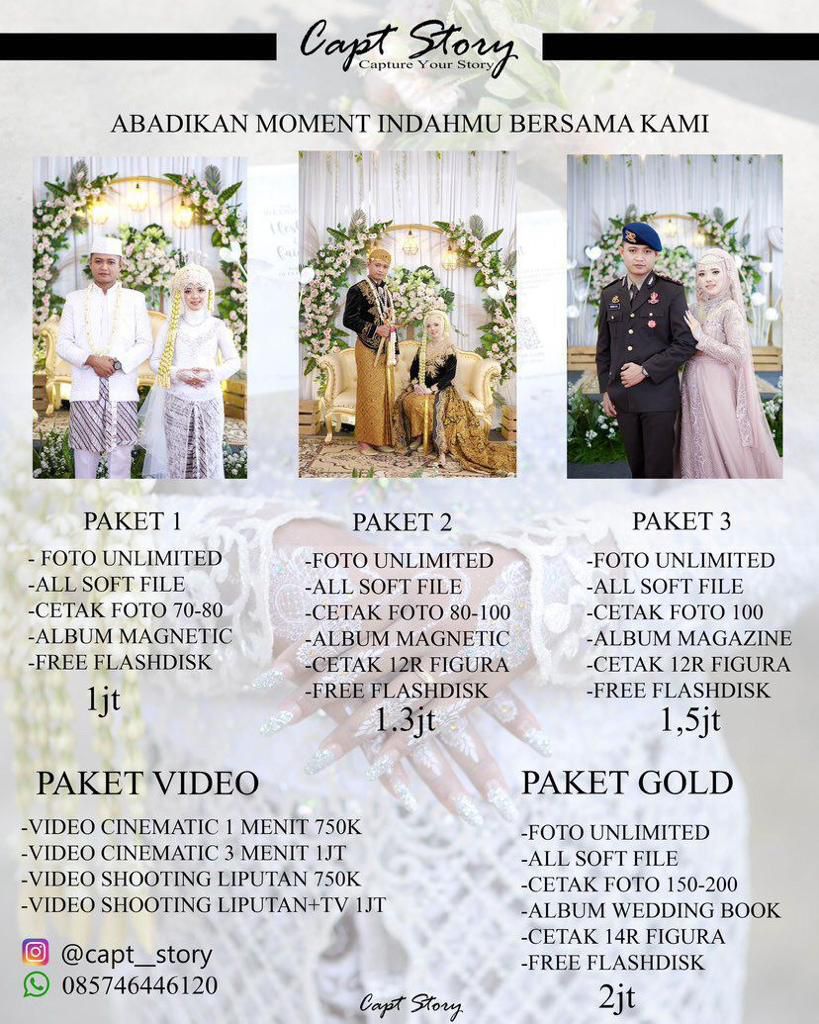 Capt Story
Capture Your Story
ABADIKAN MOMENT INDAHMU BERSAMA KAMI
PAKET 1
- FOTO UNLIMITED
-ALL SOFT FILE
-CETAK FOTO 70-80
-ALBUM MAGNETIC
-FREE FLASHDISK
1jt
PAKET 2
-FOTO UNLIMITED
-ALL SOFT FILE
-CETAK FOTO 80-100
-ALBUM MAGNETIC
-CETAK 12R FIGURA
-FREE FLASHDISK
1.3jt
PAKET 3
-FOTO UNLIMITED
-ALL SOFT FILE
-CETAK FOTO 100
-ALBUM MAGAZINE
-CETAK 12R FIGURA
-FREE FLASHDISK
1,5jt
PAKET VIDEO
-VIDEO CINEMATIC 1 MENIT 750K
-VIDEO CINEMATIC 3 MENIT 1JT
-VIDEO SHOOTING LIPUTAN 750K
-VIDEO SHOOTING LIPUTAN+TV 1JT
PAKET GOLD
-FOTO UNLIMITED
-ALL SOFT FILE
-CETAK FOTO 150-200
-ALBUM WEDDING BOOK
-CETAK 14R FIGURA
-FREE FLASHDISK
2jt
@capt__story
085746446120
Capt Story